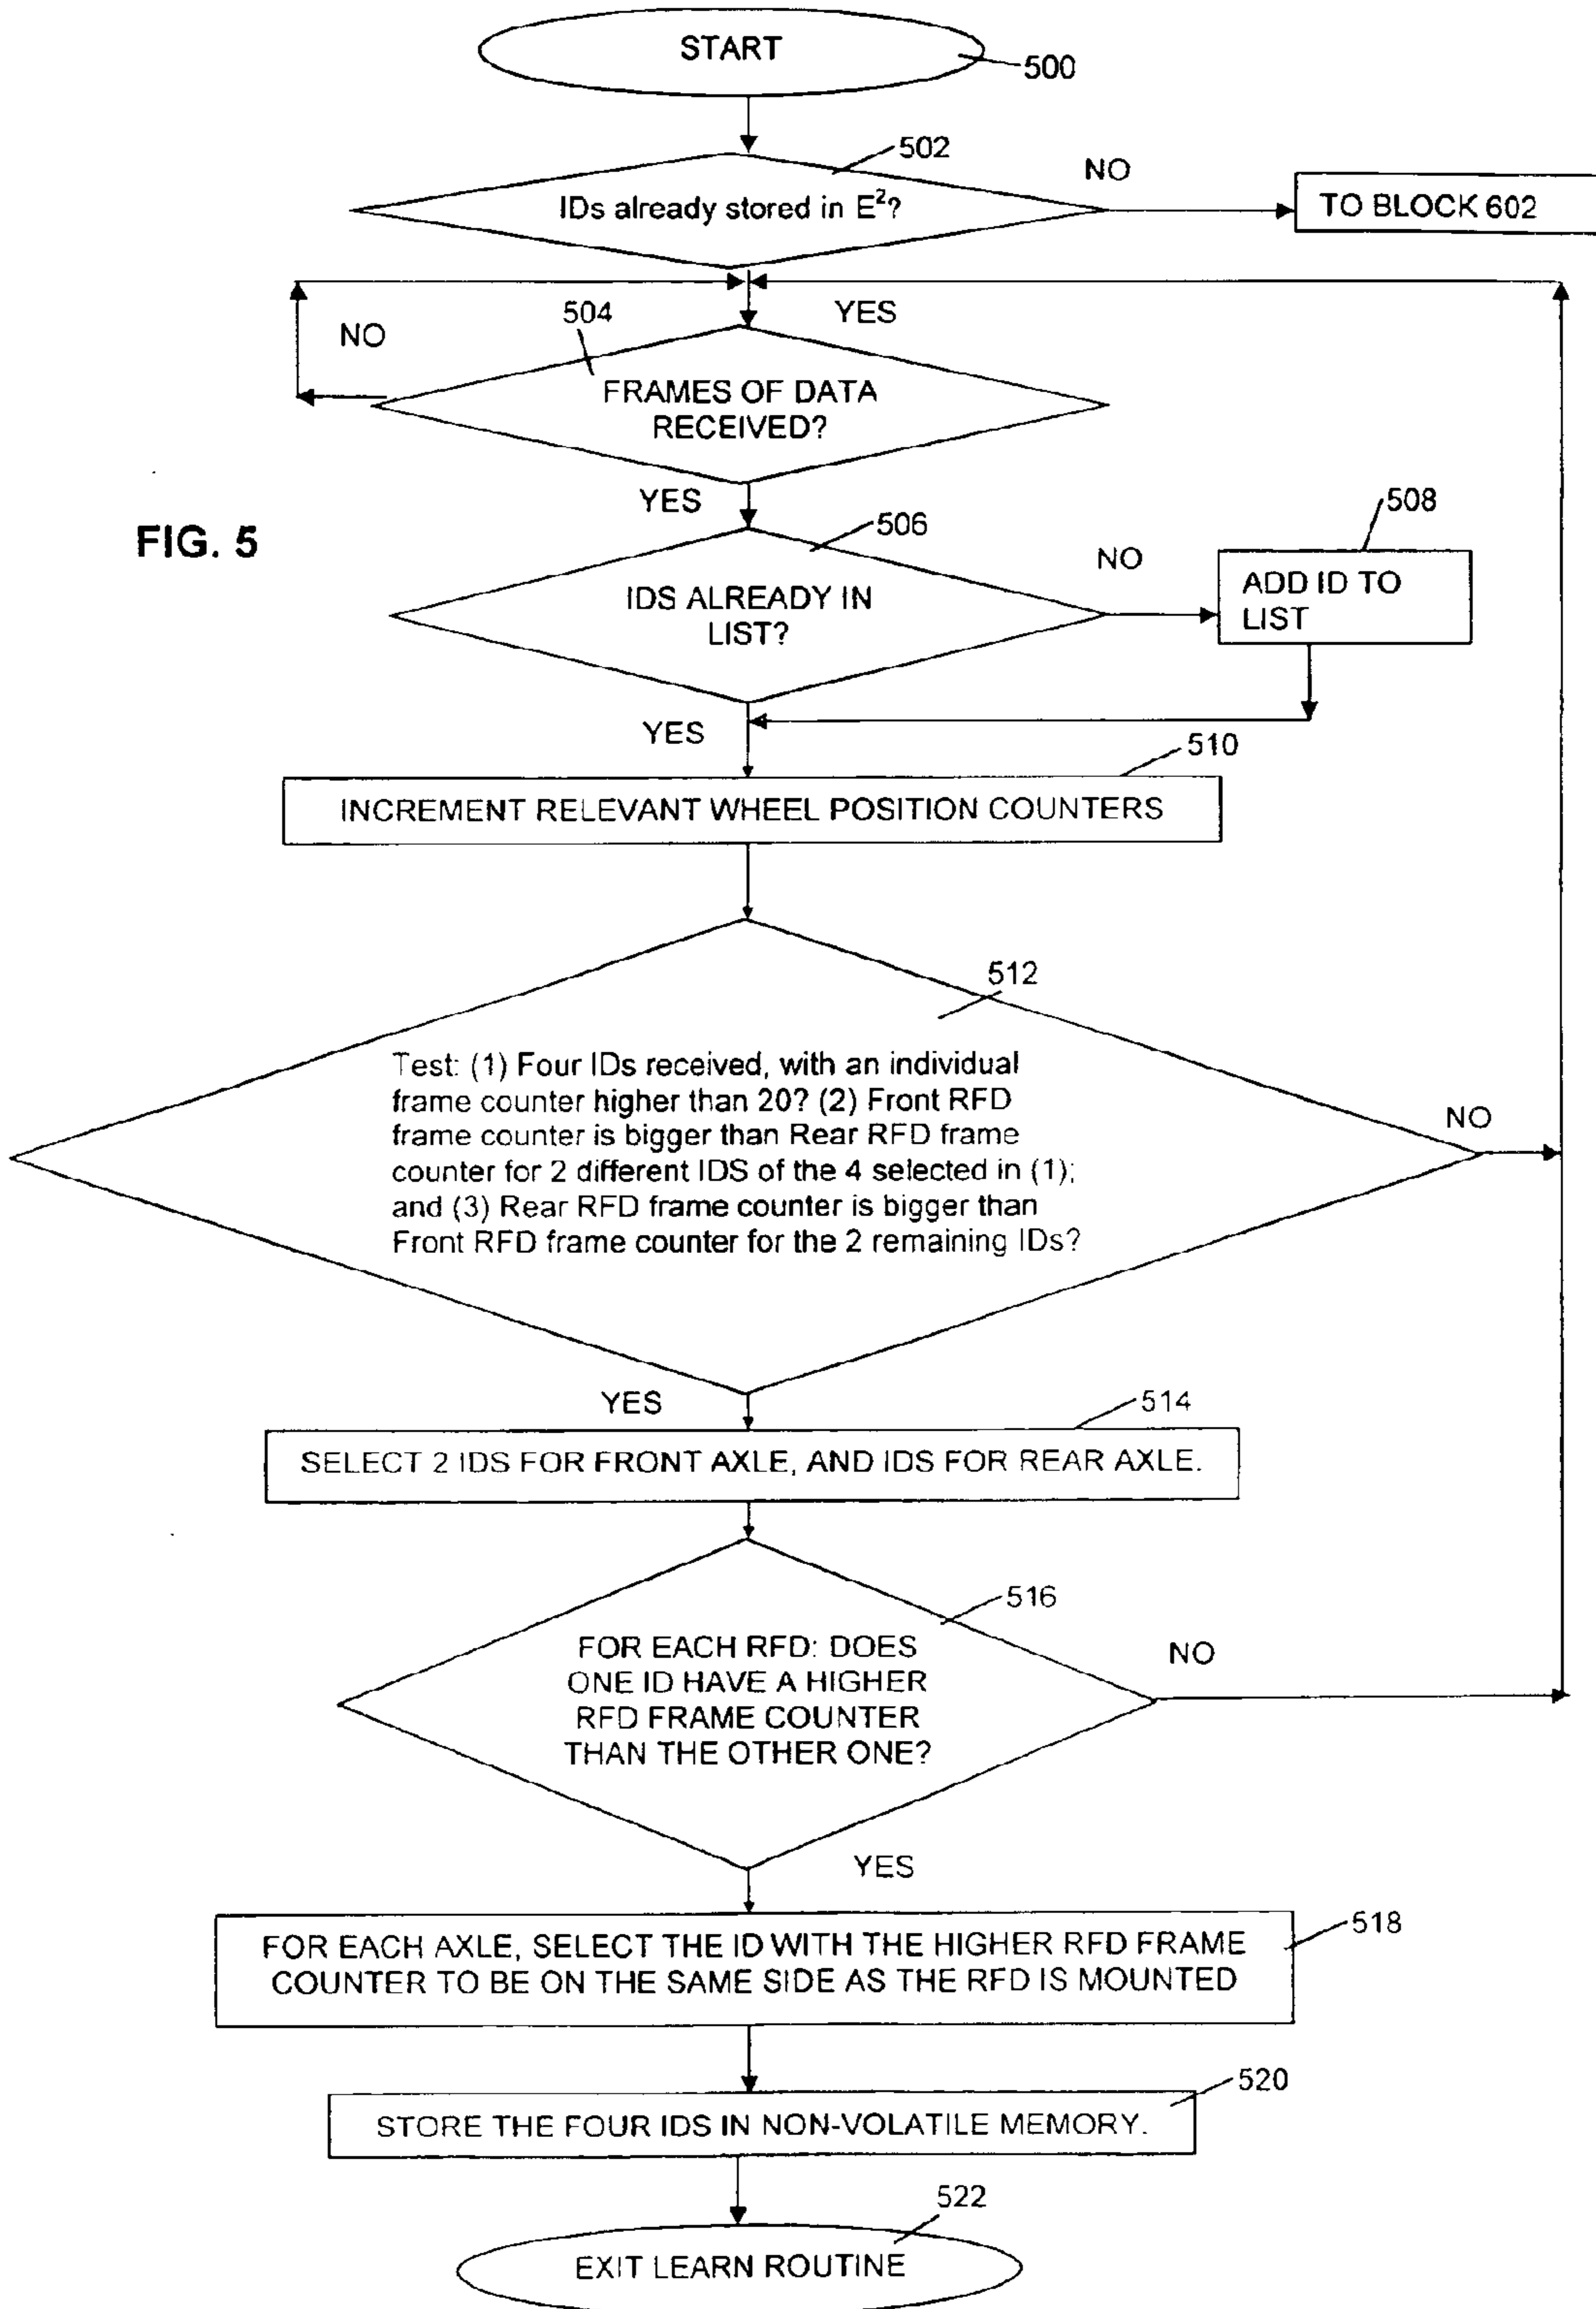 START
500
502
NO
IDs already stored in E²?
TO BLOCK 602
504
YES
NO
FRAMES OF DATA
RECEIVED?
YES
508
506
FIG. 5
NO
ADD ID TO
LIST
IDS ALREADY IN
LIST?
YES
510
INCREMENT RELEVANT WHEEL POSITION COUNTERS
512
Test: (1) Four IDs received, with an individual
frame counter higher than 20? (2) Front RFD
frame counter is bigger than Rear RFD frame
counter for 2 different IDS of the 4 selected in (1);
and (3) Rear RFD frame counter is bigger than
Front RFD frame counter for the 2 remaining IDs?
NO
YES
514
SELECT 2 IDS FOR FRONT AXLE, AND IDS FOR REAR AXLE.
516
FOR EACH RFD: DOES
ONE ID HAVE A HIGHER
RFD FRAME COUNTER
THAN THE OTHER ONE?
NO
YES
518
FOR EACH AXLE, SELECT THE ID WITH THE HIGHER RFD FRAME
COUNTER TO BE ON THE SAME SIDE AS THE RFD IS MOUNTED
520
STORE THE FOUR IDS IN NON-VOLATILE MEMORY.
522
EXIT LEARN ROUTINE